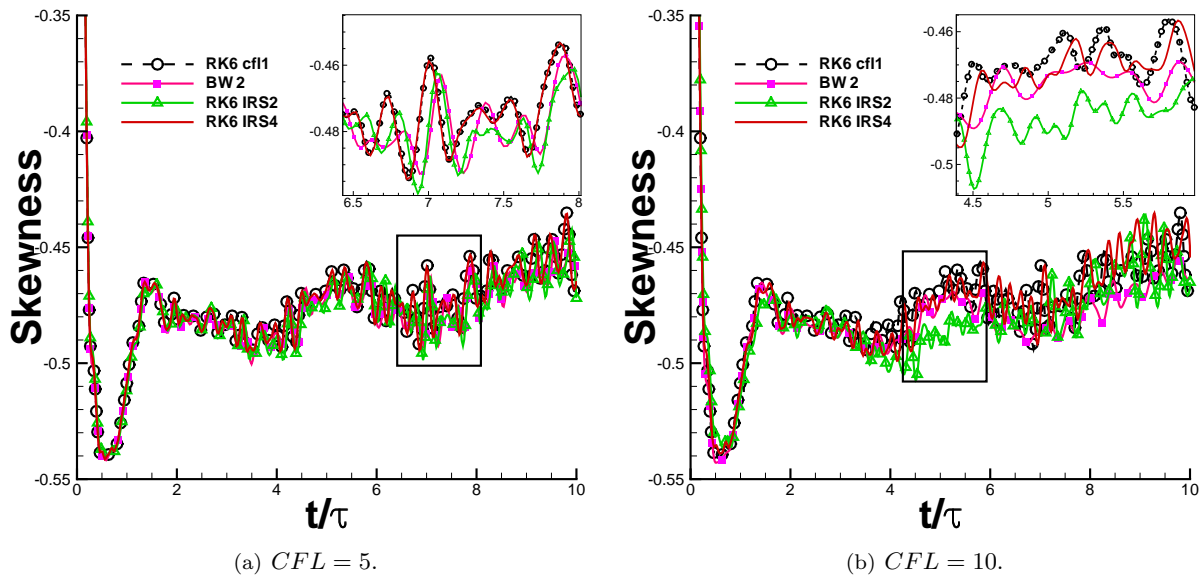 -0.35
-0.4
-0.45
-0.5
-0.55
Skewness
0
2
4
6
8
10
t/τ
RK6 cfl1
BW 2
RK6 IRS2
RK6 IRS4
-0.46
-0.48
6.5
7
7.5
8
(a) CFL = 5.
-0.35
-0.4
-0.45
-0.5
-0.55
Skewness
0
2
4
6
8
10
t/τ
RK6 cfl1
BW 2
RK6 IRS2
RK6 IRS4
-0.46
-0.48
-0.5
4.5
5
5.5
(b) CFL = 10.